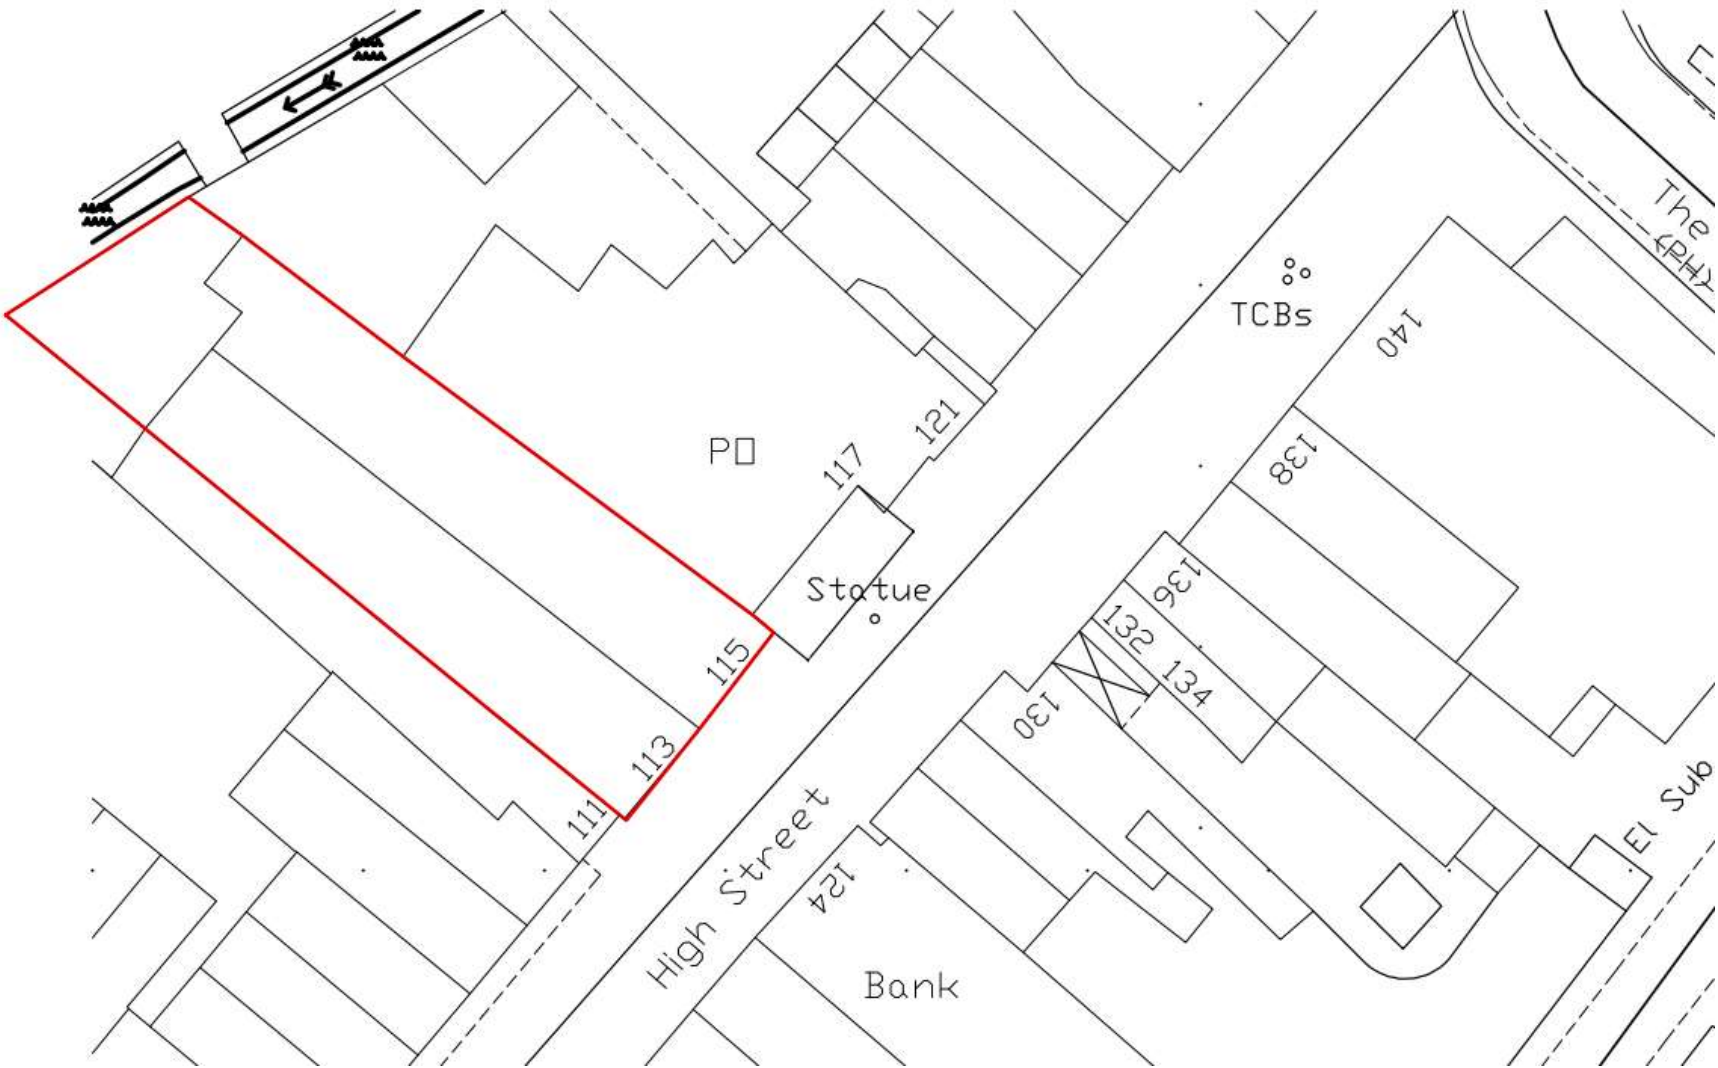 The
(PH)
TCBs
140
121
PO
117
138
Statue
136
132
115
134
130
113
111
El Sub
High Street
124
Bank